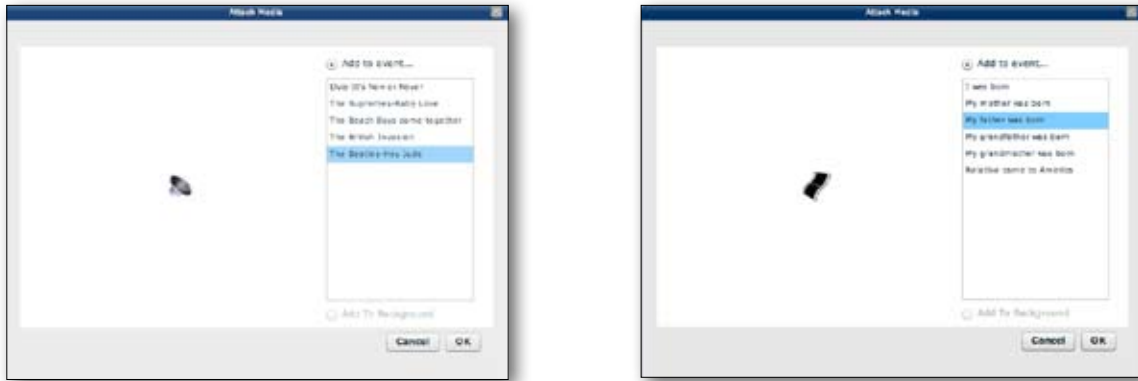 Attach Media
Add to event...
Elvis It's Now or Never
The Supremes-Baby Love
The Beach Boys come together
The British Invasion
The Beatles-Hey Jude
Add To Background
Cancel OK
Attach Media
Add to event...
I was born
My mother was born
My father was born
My grandfather was born
My grandmother was born
Relative came to America
Add To Background
Cancel OK